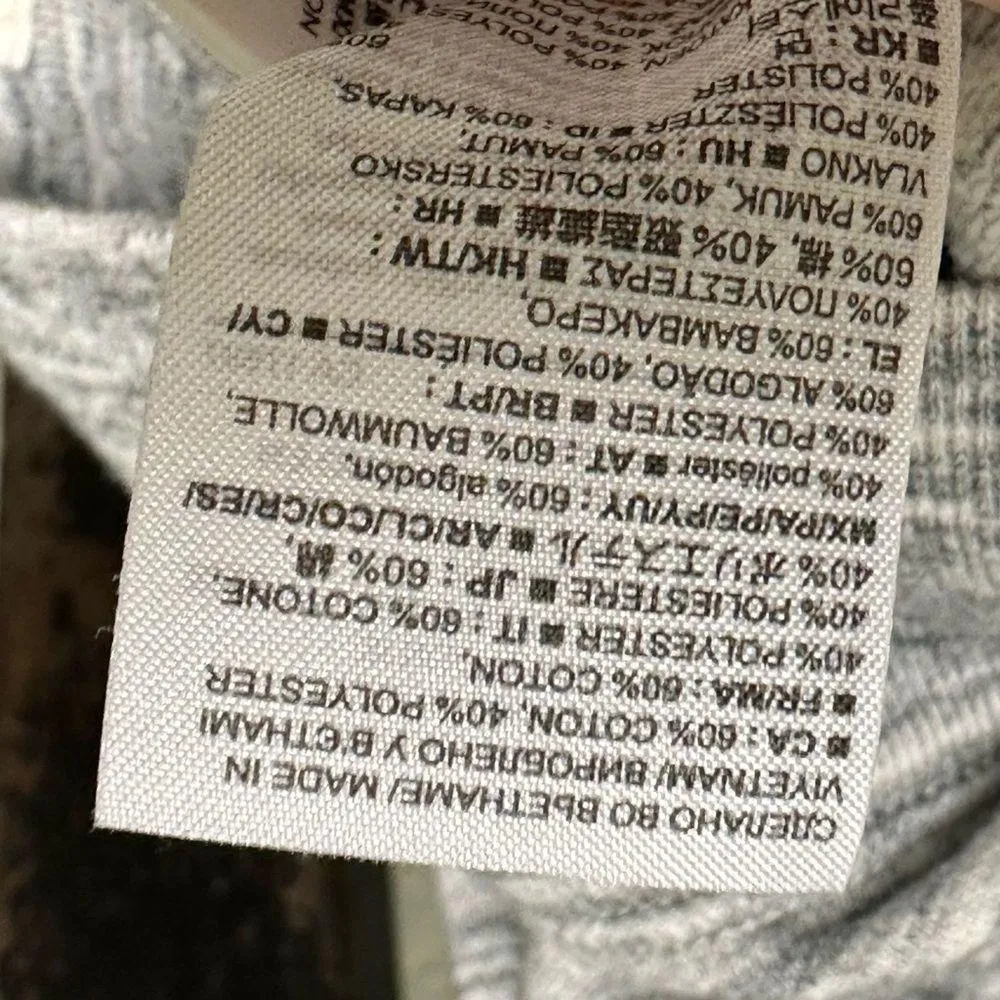 СДЕЛАНО ВО ВЬЕТНАМЕ/ MADE IN
VIYETNAM/ ВИРОБЛЕНО У В'ЄТНАМІ
■ CA : 60% COTON, 40% POLYESTER
■ FR/MA : 60% COTON,
40% POLYESTER ■ IT : 60% COTONE,
40% POLIESTERE ■ JP : 60% 綿,
40% ポリエステル ■ AR/CL/CO/CR/ES/
MX/PA/PE/PY/UY : 60% algodón,
40% poliéster ■ AT : 60% BAUMWOLLE,
40% POLYESTER ■ BR/PT :
60% ALGODÃO, 40% POLIÉSTER ■ CY/
EL : 60% ΒΑΜΒΑΚΕΡΟ,
40% ΠΟΛΥΕΣΤΕΡΑΣ ■ HK/TW :
60% 棉, 40% 聚酯纖維 ■ HR :
60% PAMUK, 40% POLIESTERSKO
VLAKNO ■ HU : 60% PAMUT,
40% POLIÉSZTER ■ ID : 60% KAPAS,
40% POLISTER
■ KR : 면